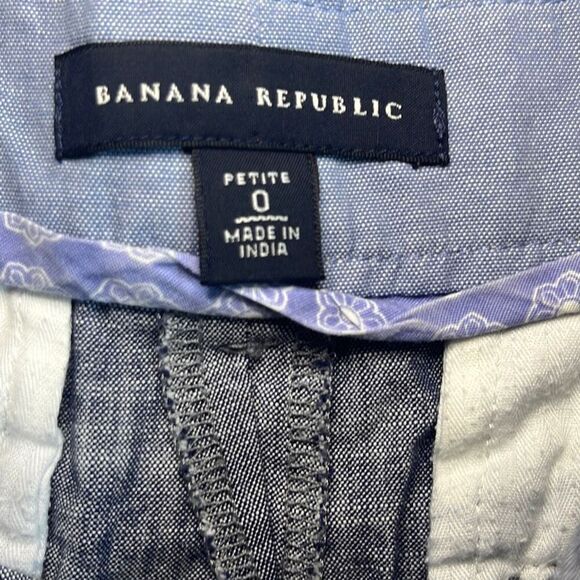 BANANA REPUBLIC
PETITE
0
MADE IN
INDIA